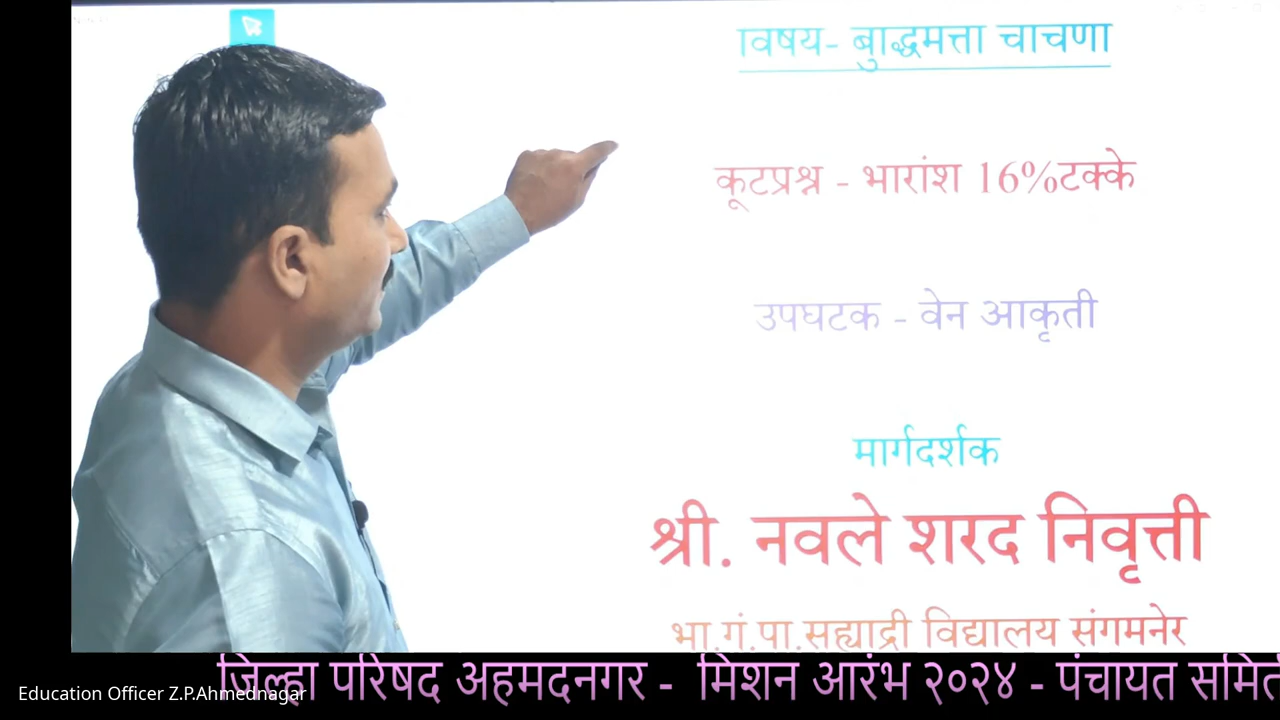 विषय- बुद्धिमत्ता चाचणी
कूटप्रश्न - भारांश 16%टक्के
उपघटक - वेन आकृती
मार्गदर्शक
श्री. नवले शरद निवृत्ती
भा.गं.पा.सह्याद्री विद्यालय संगमनेर
जिल्हा परिषद अहमदनगर - मिशन आरंभ २०२४ - पंचायत समिती
Education Officer Z.P.Ahmednagar